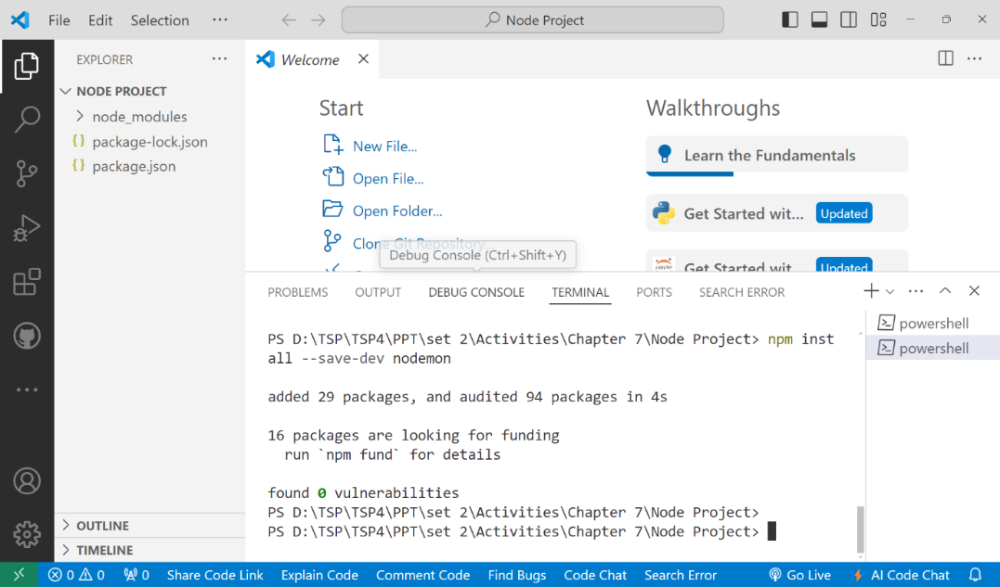 File Edit Selection ···
Node Project
EXPLORER ···
NODE PROJECT
node_modules
{} package-lock.json
{} package.json
OUTLINE
TIMELINE
Welcome
Start
New File...
Open File...
Open Folder...
Clone Git Repository...
Walkthroughs
Learn the Fundamentals
Get Started wit... Updated
Get Started wit... Updated
Debug Console (Ctrl+Shift+Y)
PROBLEMS OUTPUT DEBUG CONSOLE TERMINAL PORTS SEARCH ERROR
PS D:\TSP\TSP4\PPT\set 2\Activities\Chapter 7\Node Project> npm inst
all --save-dev nodemon
added 29 packages, and audited 94 packages in 4s
16 packages are looking for funding
run `npm fund` for details
found 0 vulnerabilities
PS D:\TSP\TSP4\PPT\set 2\Activities\Chapter 7\Node Project>
PS D:\TSP\TSP4\PPT\set 2\Activities\Chapter 7\Node Project>
powershell
powershell
0 0 0 Share Code Link Explain Code Comment Code Find Bugs Code Chat Search Error Go Live AI Code Chat